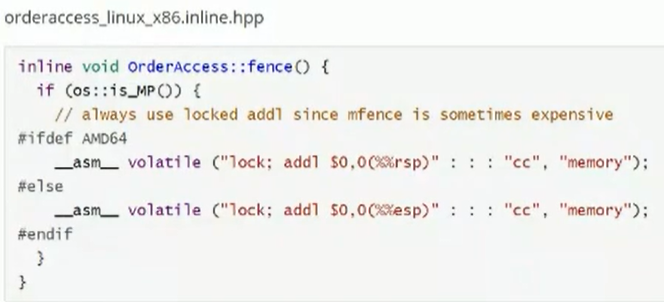 orderaccess_linux_x86.inline.hpp
inline void OrderAccess::fence() {
  if (os::is_MP()) {
    // always use locked addl since mfence is sometimes expensive
#ifdef AMD64
    __asm__ volatile ("lock; addl $0,0(%%rsp)" : : : "cc", "memory");
#else
    __asm__ volatile ("lock; addl $0,0(%%esp)" : : : "cc", "memory");
#endif
  }
}